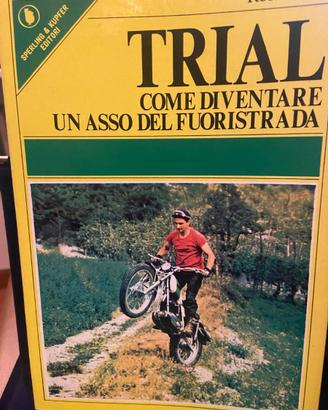 SPERLING & KUPFER
EDITORI
TRIAL
COME DIVENTARE
UN ASSO DEL FUORISTRADA